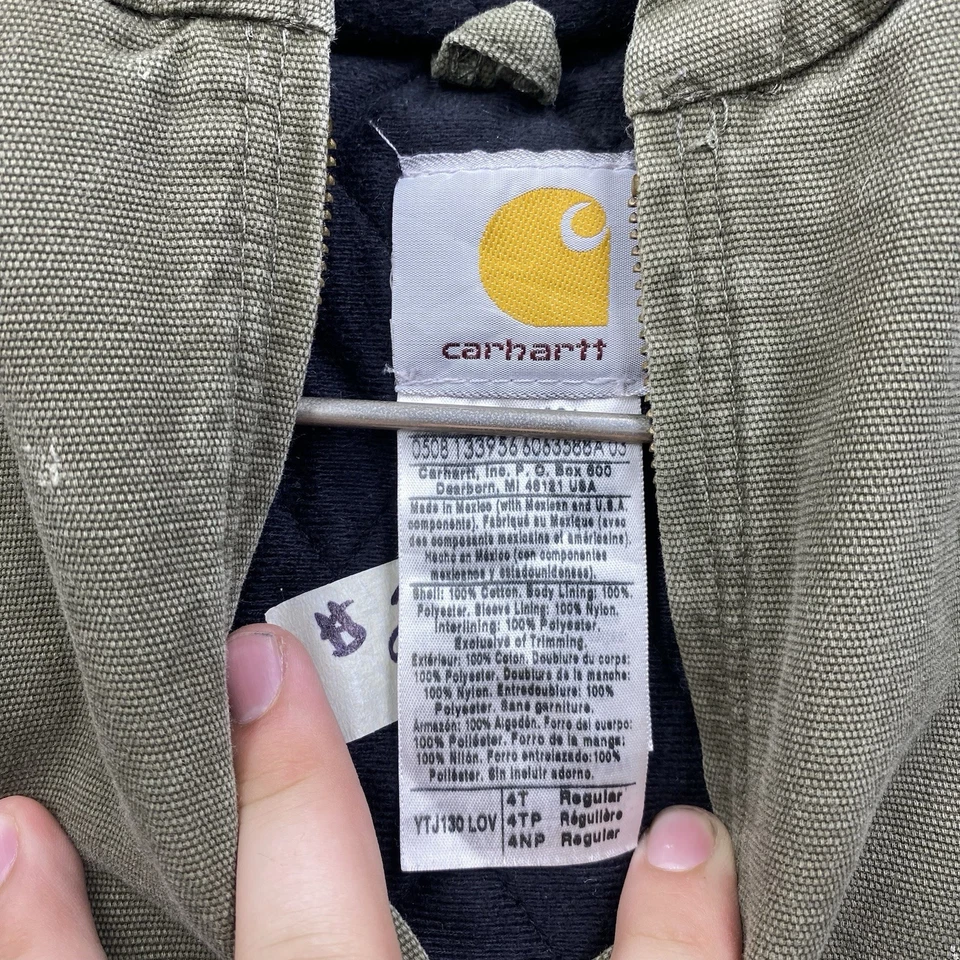 carhartt
0508 133956 6063586A 03
Carhartt, Inc. P. O. Box 600
Dearborn, MI 48121 USA
Made in Mexico (with Mexican and U.S.A
components). Fabriqué au Mexique (avec
des composants mexicains et américains).
Hecho en México (con componentes
mexicanos y estadounidenses).
Shell: 100% Cotton. Body Lining: 100%
Polyester. Sleeve Lining: 100% Nylon.
Interlining: 100% Polyester.
Exclusive of Trimming.
Extérieur: 100% Coton. Doublure du corps:
100% Polyester. Doublure de la manche:
100% Nylon. Entredoublure: 100%
Polyester. Sans garniture.
Armazón: 100% Algodón. Forro del cuerpo:
100% Poliéster. Forro de la manga:
100% Nilón. Forro entrelazado:100%
Poliéster. Sin incluir adorno.
YTJ130 LOV
4T Regular
4TP Régulière
4NP Regular